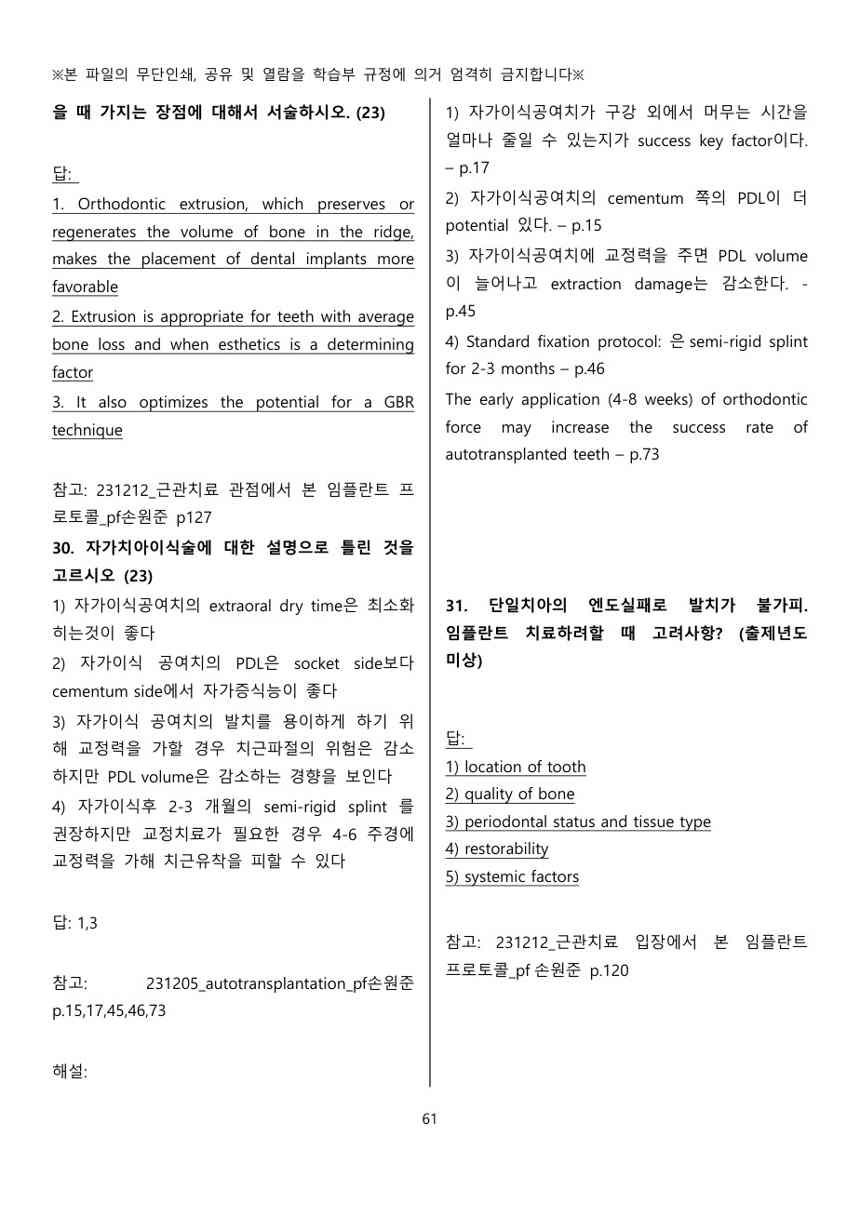 ※본 파일의 무단인쇄, 공유 및 열람을 학습부 규정에 의거 엄격히 금지합니다※
을 때 가지는 장점에 대해서 서술하시오. (23)
답:
1. Orthodontic extrusion, which preserves or
regenerates the volume of bone in the ridge,
makes the placement of dental implants more
favorable
2. Extrusion is appropriate for teeth with average
bone loss and when esthetics is a determining
factor
3. It also optimizes the potential for a GBR
technique
참고: 231212_근관치료 관점에서 본 임플란트 프
로토콜_pf손원준 p127
30. 자가치아이식술에 대한 설명으로 틀린 것을
고르시오 (23)
1) 자가이식공여치의 extraoral dry time은 최소화
히는것이 좋다
2) 자가이식 공여치의 PDL은 socket side보다
cementum side에서 자가증식능이 좋다
3) 자가이식 공여치의 발치를 용이하게 하기 위
해 교정력을 가할 경우 치근파절의 위험은 감소
하지만 PDL volume은 감소하는 경향을 보인다
4) 자가이식후 2-3 개월의 semi-rigid splint 를
권장하지만 교정치료가 필요한 경우 4-6 주경에
교정력을 가해 치근유착을 피할 수 있다
답: 1,3
참고: 231205_autotransplantation_pf손원준
p.15,17,45,46,73
해설:
1) 자가이식공여치가 구강 외에서 머무는 시간을
얼마나 줄일 수 있는지가 success key factor이다.
– p.17
2) 자가이식공여치의 cementum 쪽의 PDL이 더
potential 있다. – p.15
3) 자가이식공여치에 교정력을 주면 PDL volume
이 늘어나고 extraction damage는 감소한다. -
p.45
4) Standard fixation protocol: 은 semi-rigid splint
for 2-3 months – p.46
The early application (4-8 weeks) of orthodontic
force may increase the success rate of
autotransplanted teeth – p.73
31. 단일치아의 엔도실패로 발치가 불가피.
임플란트 치료하려할 때 고려사항? (출제년도
미상)
답:
1) location of tooth
2) quality of bone
3) periodontal status and tissue type
4) restorability
5) systemic factors
참고: 231212_근관치료 입장에서 본 임플란트
프로토콜_pf 손원준 p.120
61